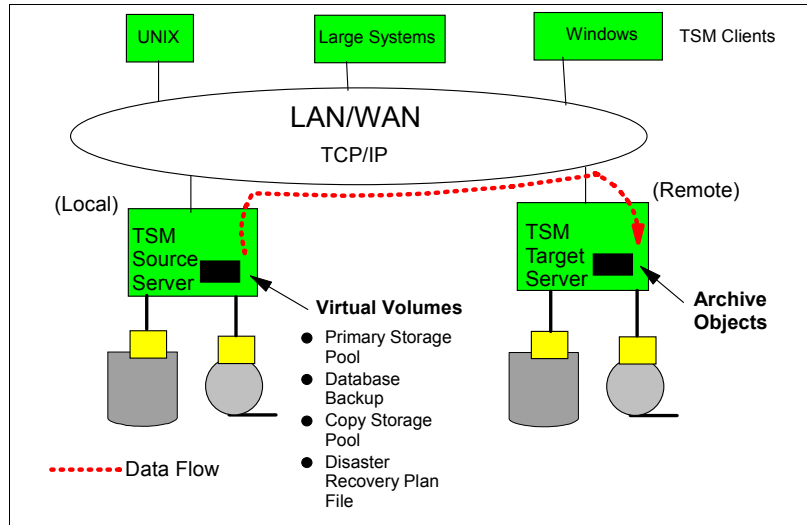 UNIX
Large Systems
Windows
TSM Clients
LAN/WAN
TCP/IP
(Local)
(Remote)
TSM
Source
Server
TSM
Target
Server
Virtual Volumes
● Primary Storage
Pool
● Database
Backup
● Copy Storage
Pool
● Disaster
Recovery Plan
File
Archive
Objects
Data Flow